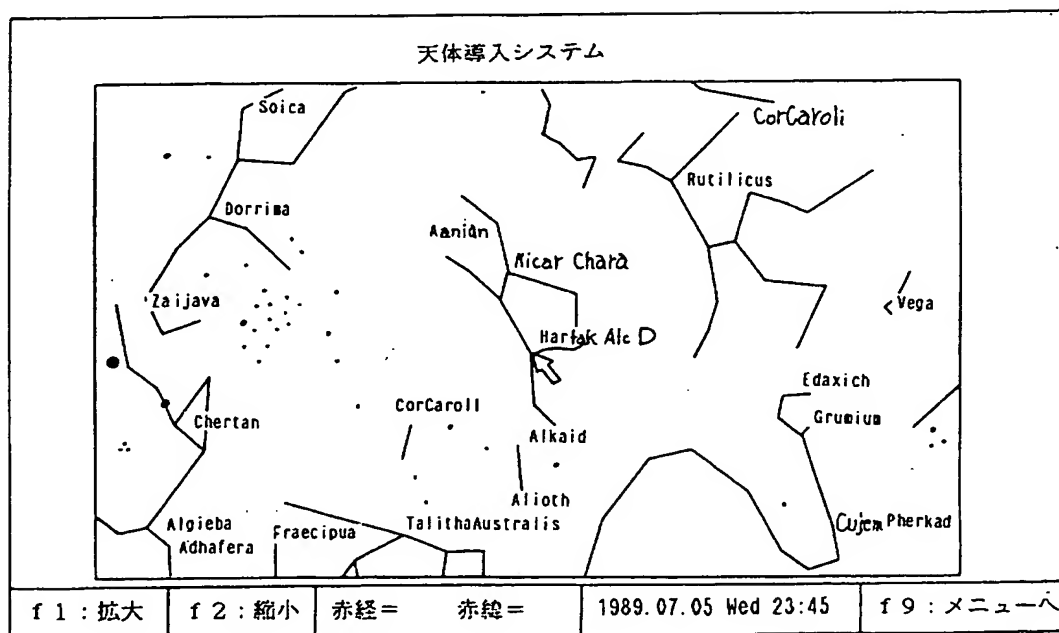 天体導入システム
Soica
CorCaroli
Rutilicus
Dorrima
Aanian
Kicar Chara
Zaijava
Vega
Harłak Alc D
Edaxich
CorCaroll
Grumium
Chertan
Alkaid
Alioth
Algieba
Fraecipua
TalithaAustralis
Cujem Pherkad
Adhafera
f1:拡大 f2:縮小 赤経= 赤緯= 1989.07.05 Wed 23:45 f9:メニューへ